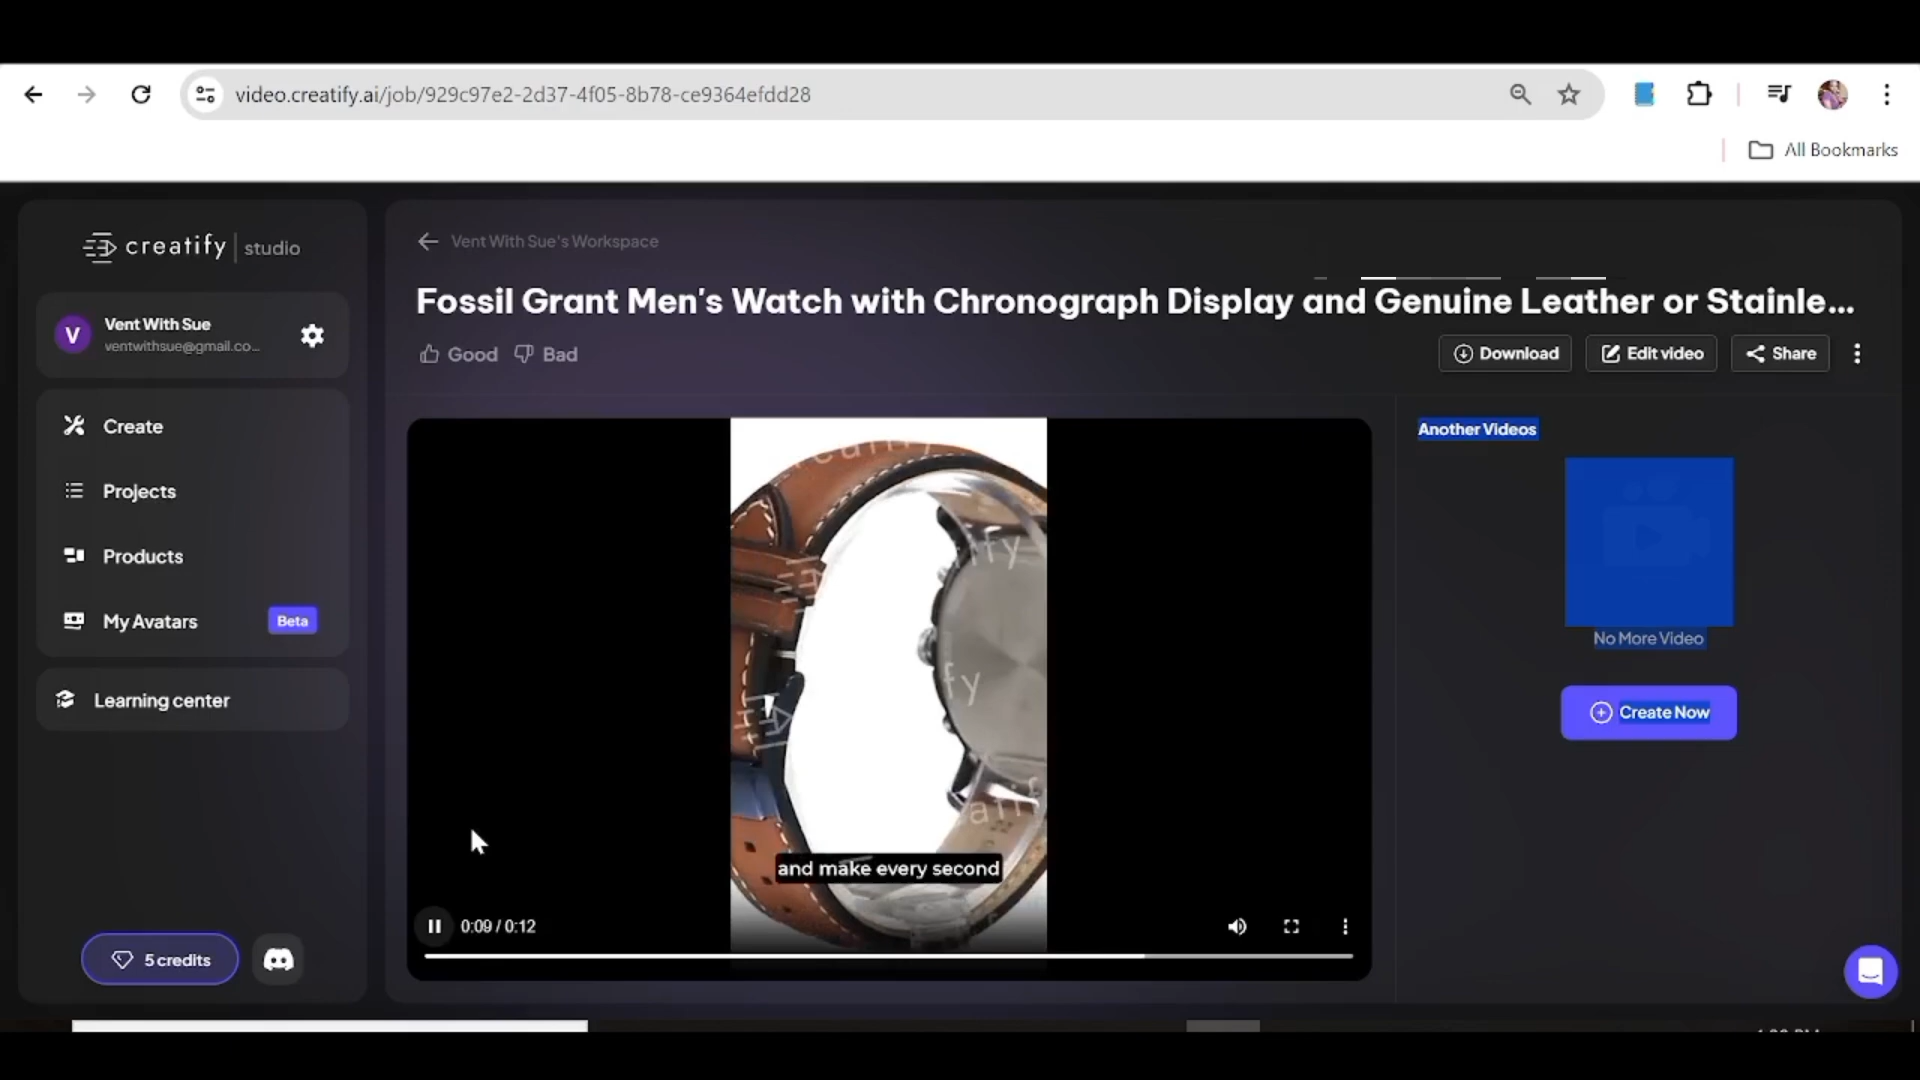 video.creatify.ai/job/929c97e2-2d37-4f05-8b78-ce9364efdd28
All Bookmarks
creatify | studio
Vent With Sue's Workspace
Fossil Grant Men's Watch with Chronograph Display and Genuine Leather or Stainle...
V
Vent With Sue
ventwithsue@gmail.co...
Good
Bad
Download
Edit video
Share
Create
Projects
Products
My Avatars
Beta
Learning center
5 credits
Another Videos
No More Video
Create Now
and make every second
0:09 / 0:12